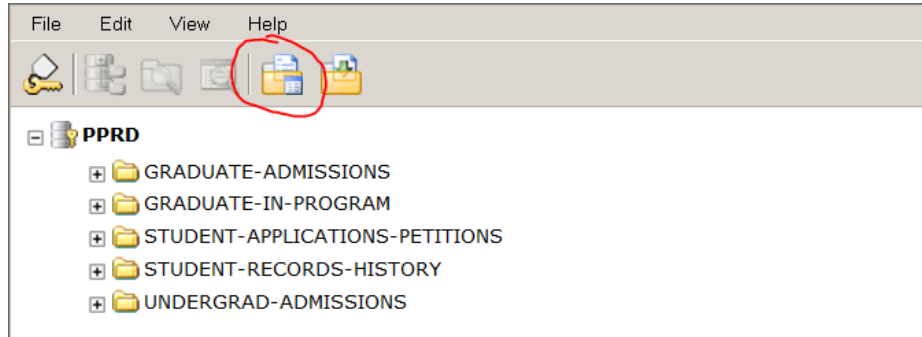 File Edit View Help
PPRD
GRADUATE-ADMISSIONS
GRADUATE-IN-PROGRAM
STUDENT-APPLICATIONS-PETITIONS
STUDENT-RECORDS-HISTORY
UNDERGRAD-ADMISSIONS